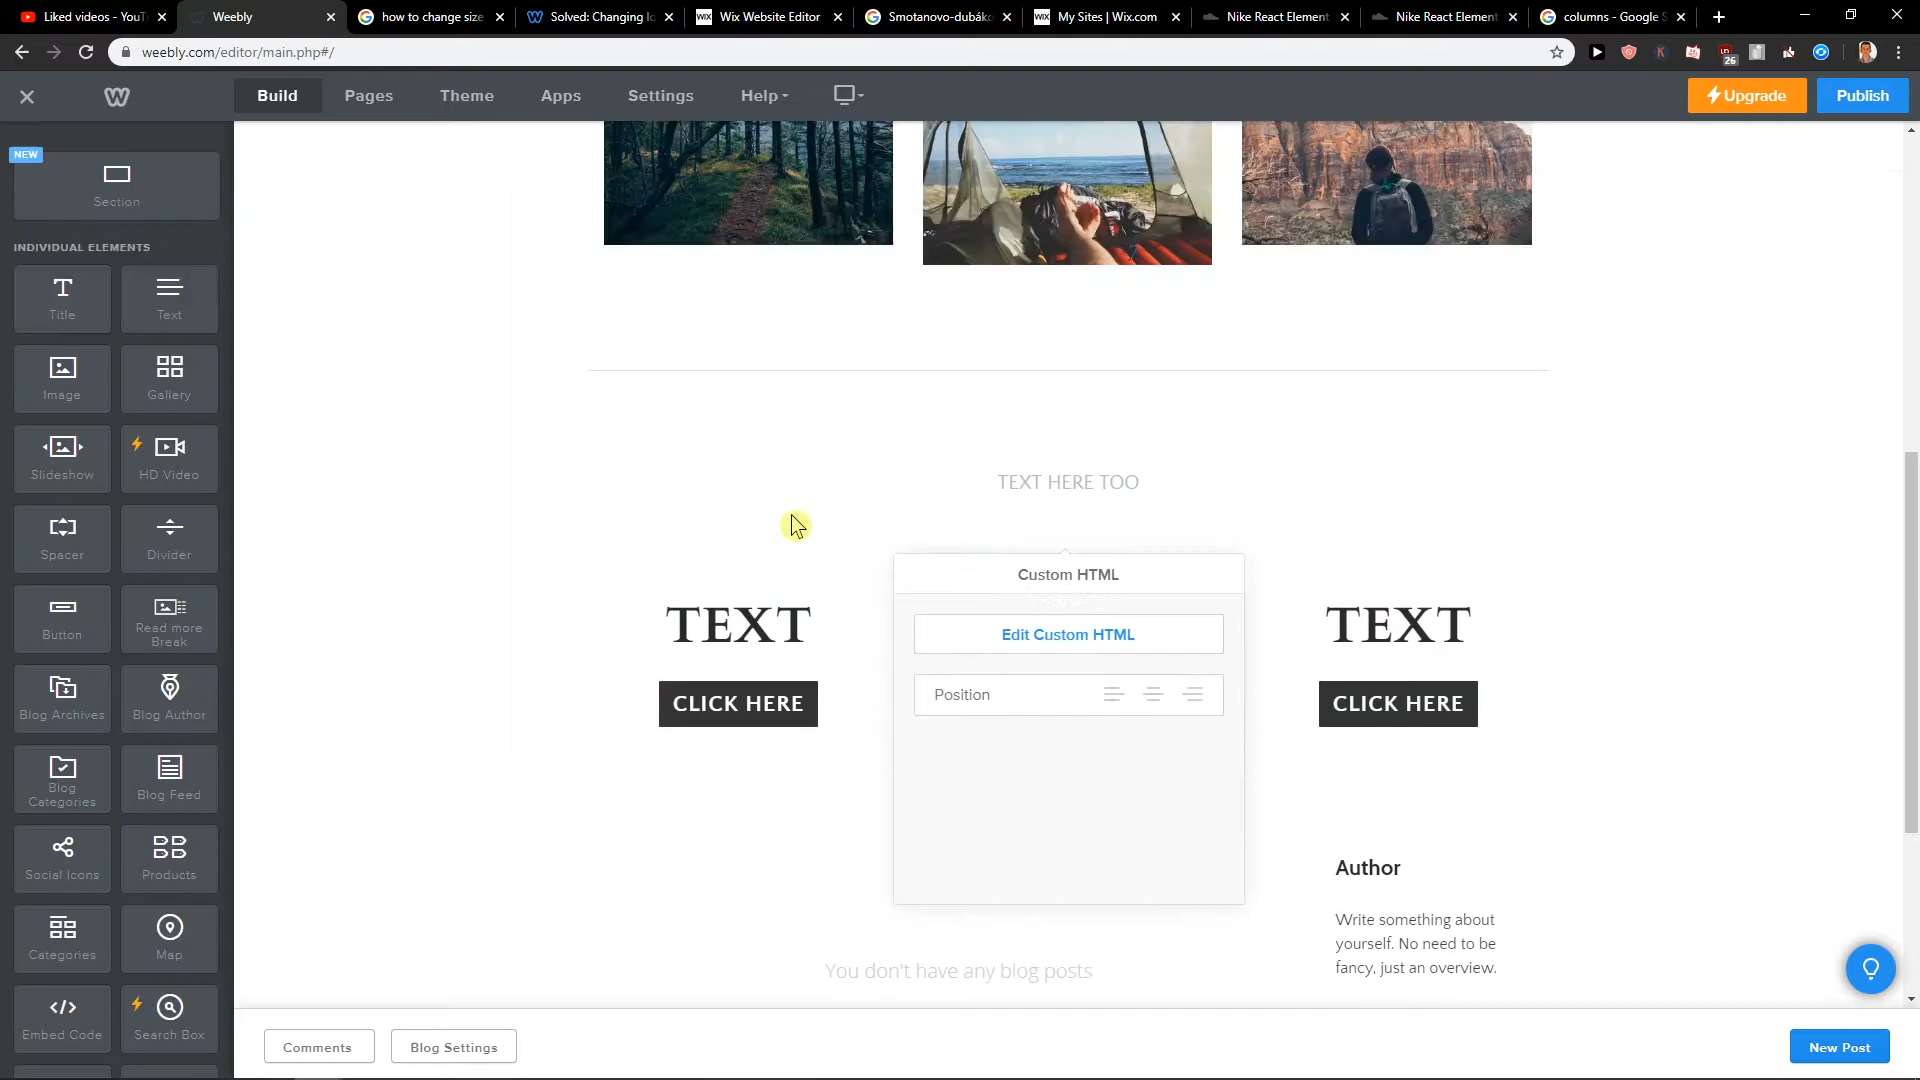 Liked videos - YouT
Weebly
how to change size
Solved: Changing lo
Wix Website Editor
Smotanovo-dubáko
My Sites | Wix.com
Nike React Element
Nike React Element
columns - Google S
weebly.com/editor/main.php#/
26
Build
Pages
Theme
Apps
Settings
Help
Upgrade
Publish
NEW
Section
INDIVIDUAL ELEMENTS
Title
Text
Image
Gallery
Slideshow
HD Video
Spacer
Divider
Button
Read more
Break
Blog Archives
Blog Author
Blog
Categories
Blog Feed
Social Icons
Products
Categories
Map
Embed Code
Search Box
TEXT HERE TOO
TEXT
CLICK HERE
Custom HTML
Edit Custom HTML
Position
TEXT
CLICK HERE
Author
Write something about
yourself. No need to be
fancy, just an overview.
You don't have any blog posts
Comments
Blog Settings
New Post